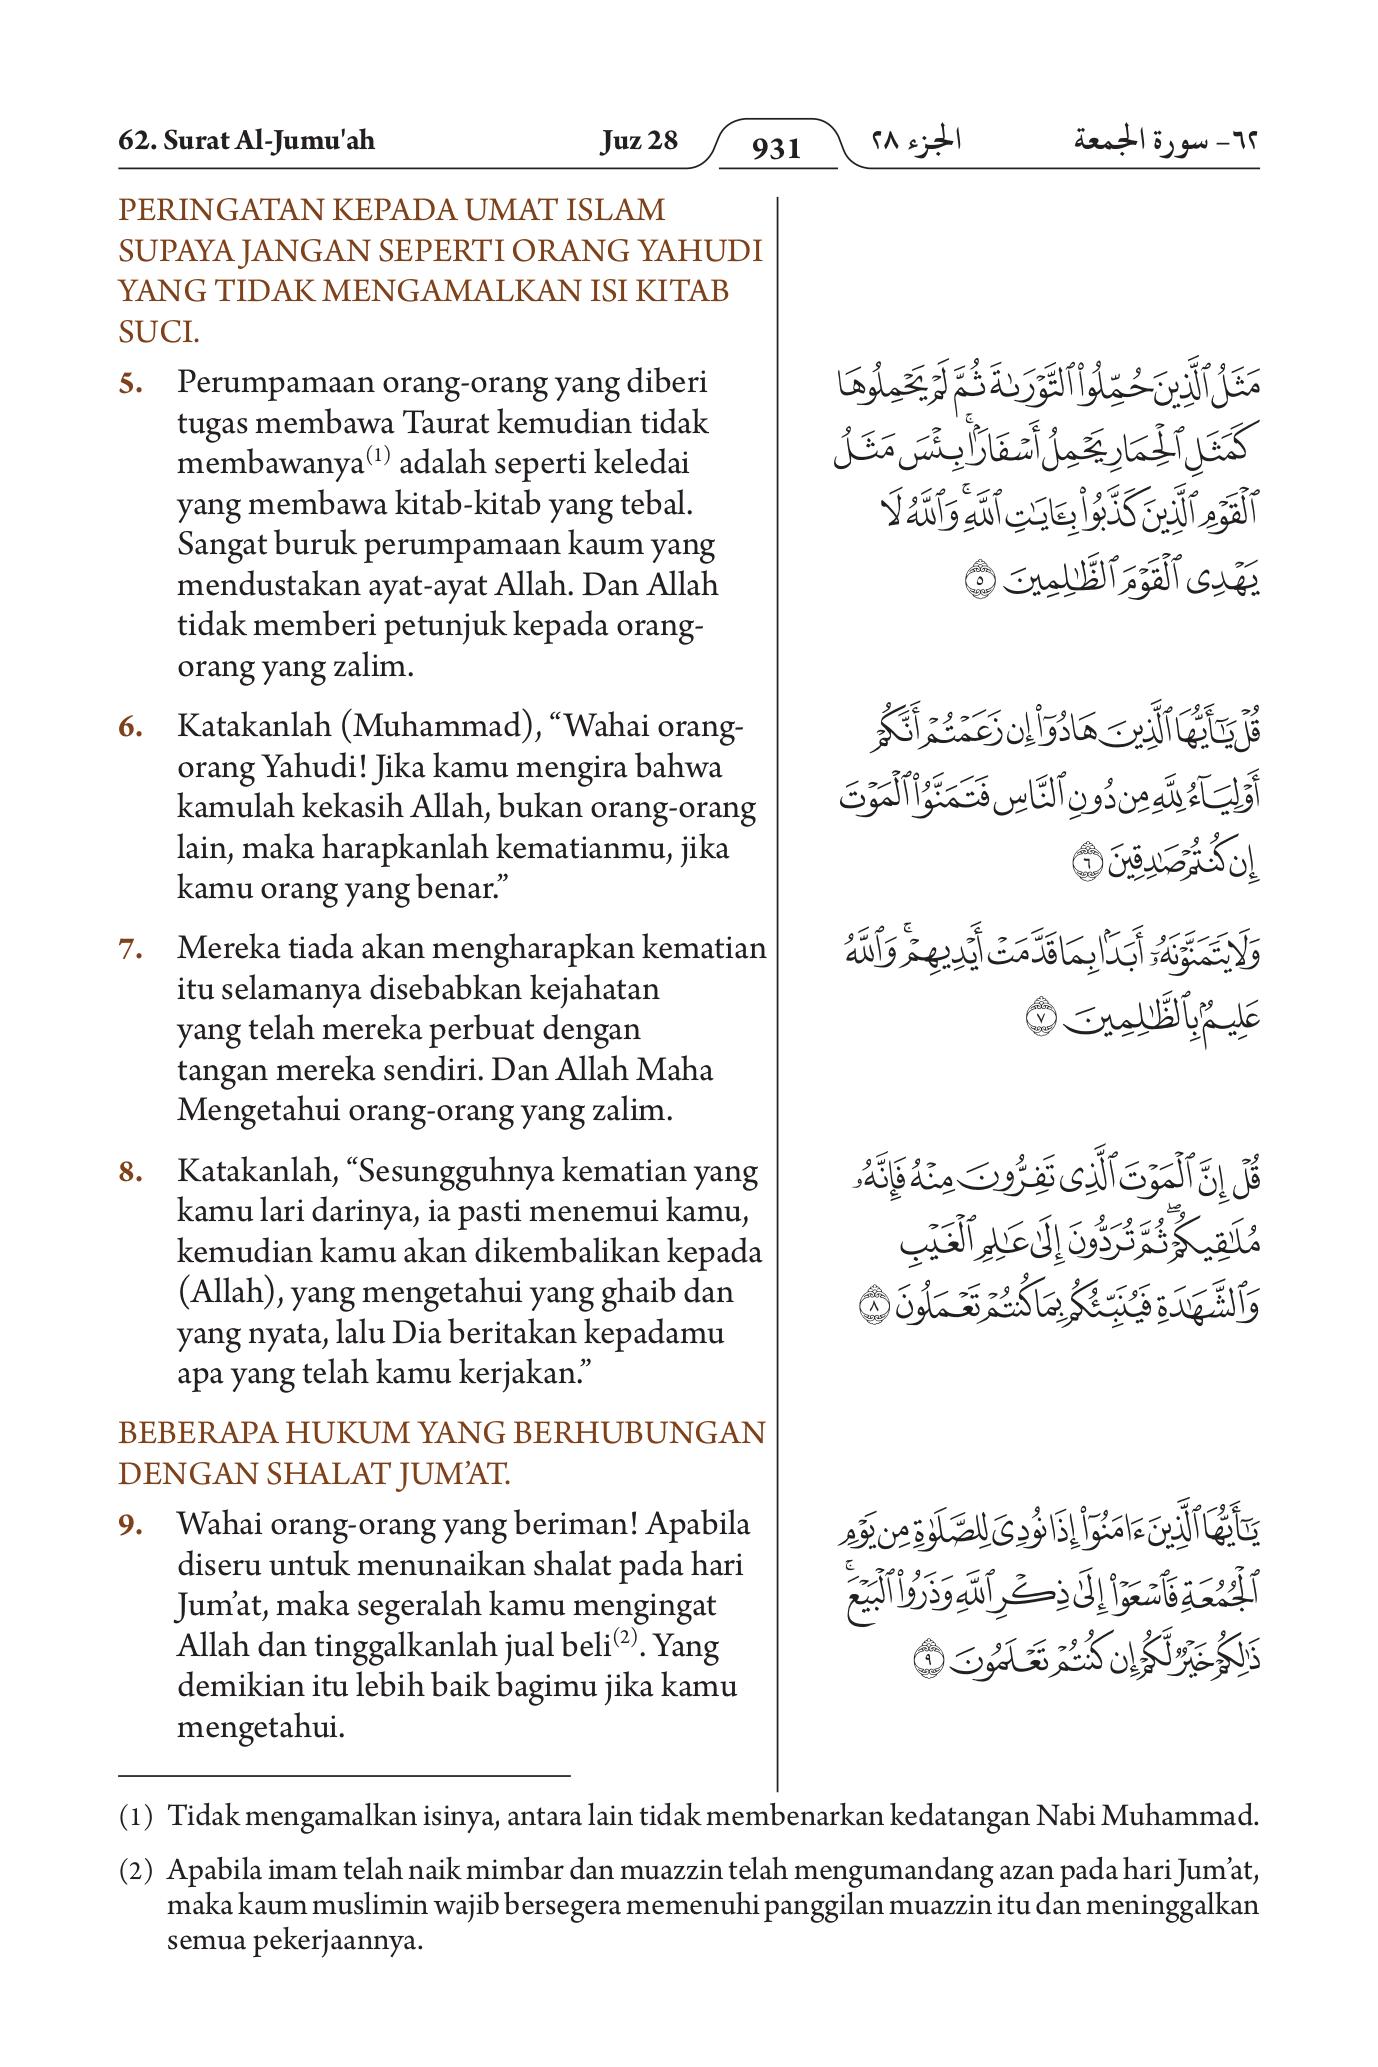 62. Surat Al-Jumu'ah Juz 28 931 الجزء ٢٨ ٦٢- سورة الجمعة
PERINGATAN KEPADA UMAT ISLAM
SUPAYA JANGAN SEPERTI ORANG YAHUDI
YANG TIDAK MENGAMALKAN ISI KITAB
SUCI.
5. Perumpamaan orang-orang yang diberi
tugas membawa Taurat kemudian tidak
membawanya(1) adalah seperti keledai
yang membawa kitab-kitab yang tebal.
Sangat buruk perumpamaan kaum yang
mendustakan ayat-ayat Allah. Dan Allah
tidak memberi petunjuk kepada orang-
orang yang zalim.
6. Katakanlah (Muhammad), “Wahai orang-
orang Yahudi! Jika kamu mengira bahwa
kamulah kekasih Allah, bukan orang-orang
lain, maka harapkanlah kematianmu, jika
kamu orang yang benar.”
7. Mereka tiada akan mengharapkan kematian
itu selamanya disebabkan kejahatan
yang telah mereka perbuat dengan
tangan mereka sendiri. Dan Allah Maha
Mengetahui orang-orang yang zalim.
8. Katakanlah, “Sesungguhnya kematian yang
kamu lari darinya, ia pasti menemui kamu,
kemudian kamu akan dikembalikan kepada
(Allah), yang mengetahui yang ghaib dan
yang nyata, lalu Dia beritakan kepadamu
apa yang telah kamu kerjakan.”
BEBERAPA HUKUM YANG BERHUBUNGAN
DENGAN SHALAT JUM’AT.
9. Wahai orang-orang yang beriman! Apabila
diseru untuk menunaikan shalat pada hari
Jum’at, maka segeralah kamu mengingat
Allah dan tinggalkanlah jual beli(2). Yang
demikian itu lebih baik bagimu jika kamu
mengetahui.
مَثَلُ ٱلَّذِينَ حُمِّلُوا۟ ٱلتَّوْرَىٰةَ ثُمَّ لَمْ يَحْمِلُوهَا
كَمَثَلِ ٱلْحِمَارِ يَحْمِلُ أَسْفَارًۢا ۚ بِئْسَ مَثَلُ
ٱلْقَوْمِ ٱلَّذِينَ كَذَّبُوا۟ بِـَٔايَـٰتِ ٱللَّهِ ۚ وَٱللَّهُ لَا
يَهْدِى ٱلْقَوْمَ ٱلظَّـٰلِمِينَ ٥
قُلْ يَـٰٓأَيُّهَا ٱلَّذِينَ هَادُوٓا۟ إِن زَعَمْتُمْ أَنَّكُمْ
أَوْلِيَآءُ لِلَّهِ مِن دُونِ ٱلنَّاسِ فَتَمَنَّوُا۟ ٱلْمَوْتَ
إِن كُنتُمْ صَـٰدِقِينَ ٦
وَلَا يَتَمَنَّوْنَهُۥٓ أَبَدًۢا بِمَا قَدَّمَتْ أَيْدِيهِمْ ۚ وَٱللَّهُ
عَلِيمٌۢ بِٱلظَّـٰلِمِينَ ٧
قُلْ إِنَّ ٱلْمَوْتَ ٱلَّذِى تَفِرُّونَ مِنْهُ فَإِنَّهُۥ
مُلَـٰقِيكُمْ ۖ ثُمَّ تُرَدُّونَ إِلَىٰ عَـٰلِمِ ٱلْغَيْبِ
وَٱلشَّهَـٰدَةِ فَيُنَبِّئُكُم بِمَا كُنتُمْ تَعْمَلُونَ ٨
يَـٰٓأَيُّهَا ٱلَّذِينَ ءَامَنُوٓا۟ إِذَا نُودِىَ لِلصَّلَوٰةِ مِن يَوْمِ
ٱلْجُمُعَةِ فَٱسْعَوْا۟ إِلَىٰ ذِكْرِ ٱللَّهِ وَذَرُوا۟ ٱلْبَيْعَ ۚ
ذَٰلِكُمْ خَيْرٌ لَّكُمْ إِن كُنتُمْ تَعْلَمُونَ ٩
(1) Tidak mengamalkan isinya, antara lain tidak membenarkan kedatangan Nabi Muhammad.
(2) Apabila imam telah naik mimbar dan muazzin telah mengumandang azan pada hari Jum’at,
maka kaum muslimin wajib bersegera memenuhi panggilan muazzin itu dan meninggalkan
semua pekerjaannya.